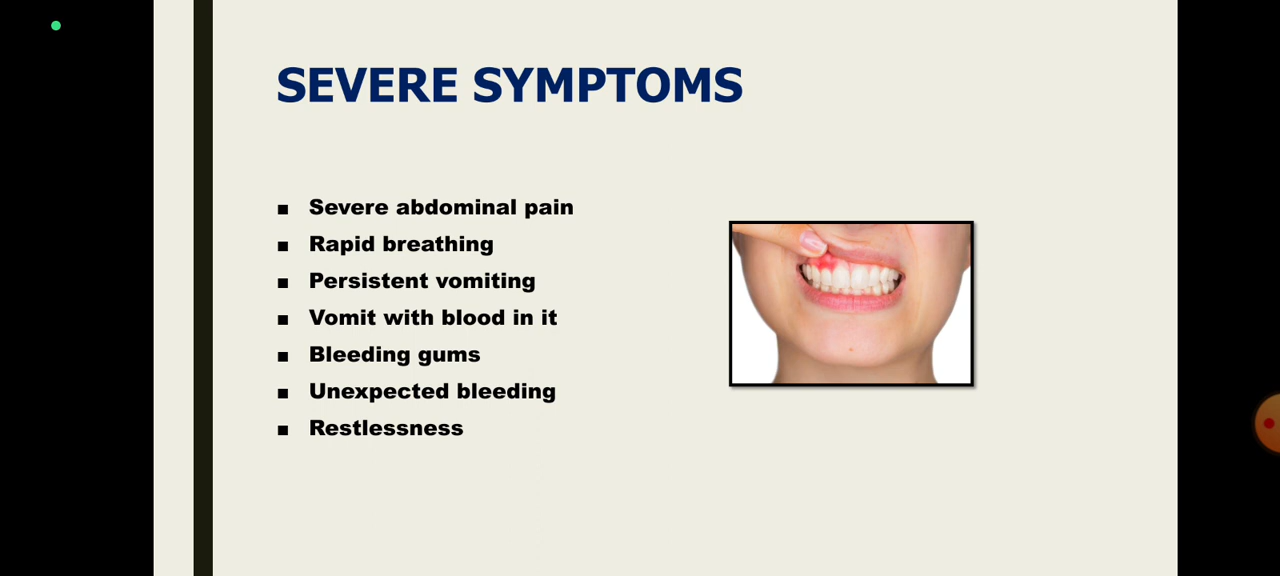 SEVERE SYMPTOMS
▪ Severe abdominal pain
▪ Rapid breathing
▪ Persistent vomiting
▪ Vomit with blood in it
▪ Bleeding gums
▪ Unexpected bleeding
▪ Restlessness